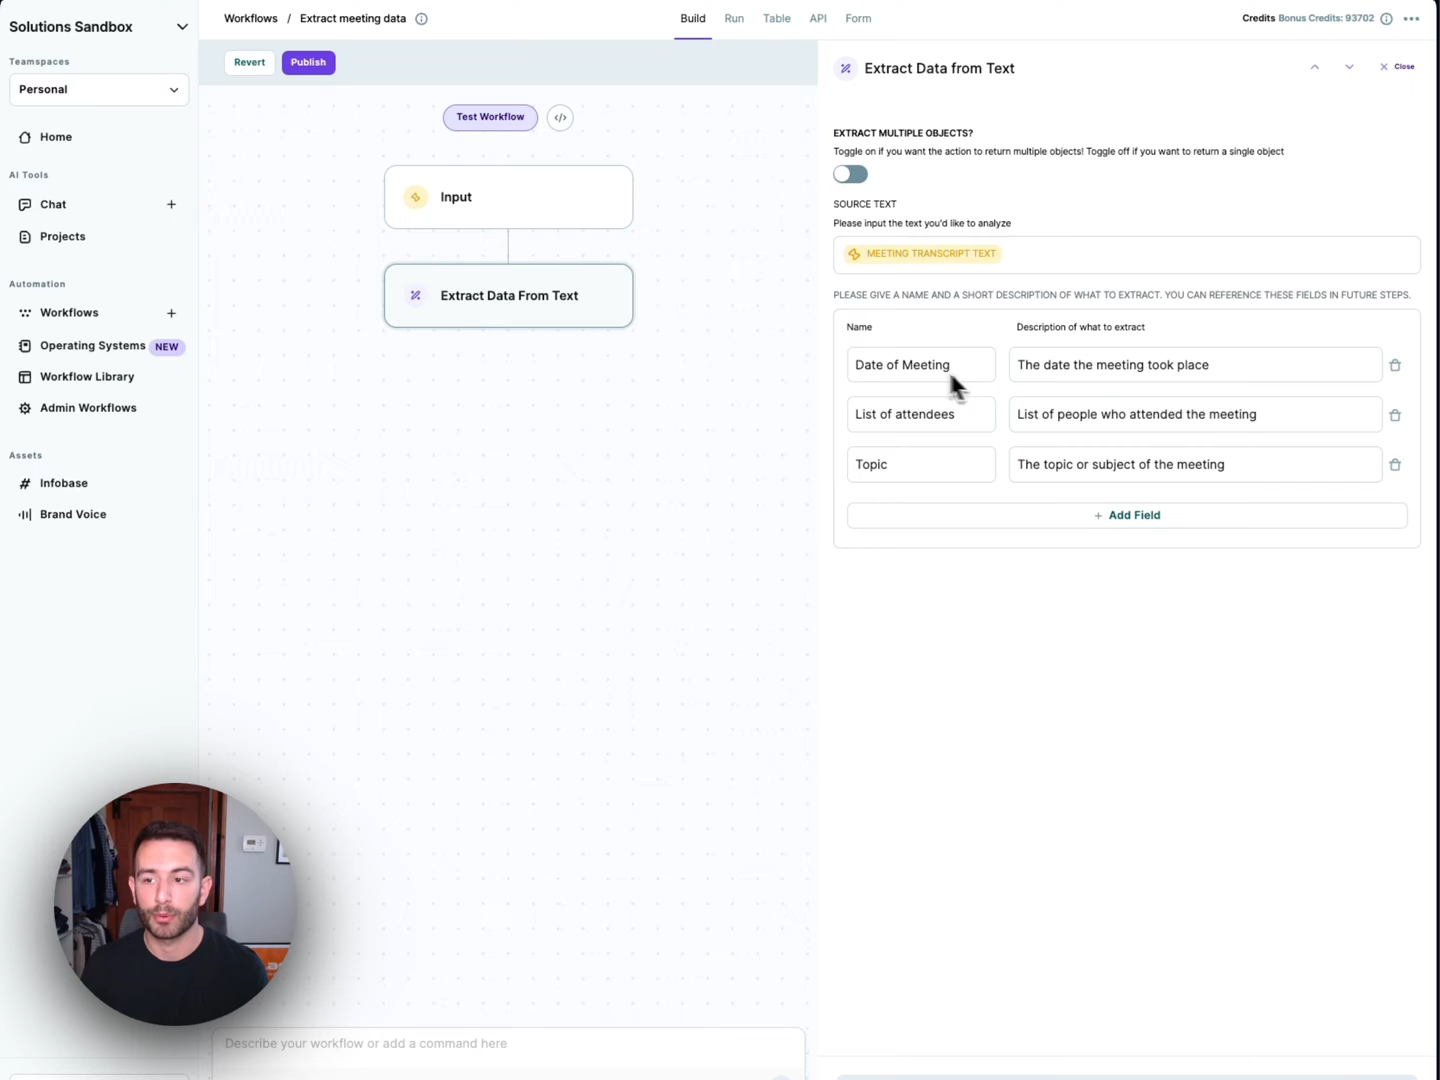 Solutions Sandbox
Teamspaces
Personal
Home
AI Tools
Chat
Projects
Automation
Workflows
Operating Systems NEW
Workflow Library
Admin Workflows
Assets
Infobase
Brand Voice
Workflows / Extract meeting data
Build Run Table API Form
Credits Bonus Credits: 93702
Revert Publish
Test Workflow </>
Input
Extract Data From Text
Describe your workflow or add a command here
Extract Data from Text
Close
EXTRACT MULTIPLE OBJECTS?
Toggle on if you want the action to return multiple objects! Toggle off if you want to return a single object
SOURCE TEXT
Please input the text you'd like to analyze
MEETING TRANSCRIPT TEXT
PLEASE GIVE A NAME AND A SHORT DESCRIPTION OF WHAT TO EXTRACT. YOU CAN REFERENCE THESE FIELDS IN FUTURE STEPS.
Name Description of what to extract
Date of Meeting The date the meeting took place
List of attendees List of people who attended the meeting
Topic The topic or subject of the meeting
+ Add Field